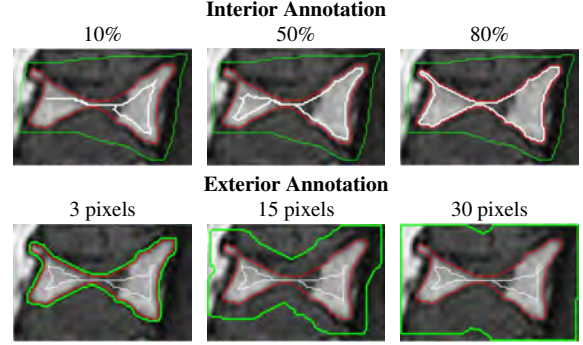 Interior Annotation
10% 50% 80%
Exterior Annotation
3 pixels 15 pixels 30 pixels